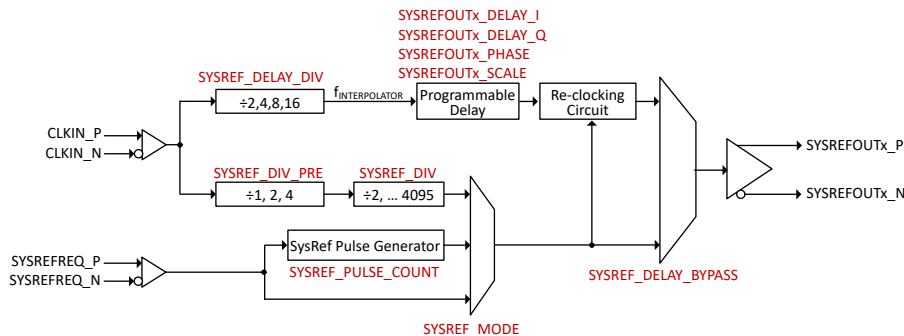 SYSREFOUTx_DELAY_I
SYSREFOUTx_DELAY_Q
SYSREFOUTx_PHASE
SYSREFOUTx_SCALE
SYSREF_DELAY_DIV
÷2,4,8,16
fINTERPOLATOR
Programmable
Delay
Re-clocking
Circuit
CLKIN_P
CLKIN_N
SYSREFOUTx_P
SYSREFOUTx_N
SYSREF_DIV_PRE
SYSREF_DIV
÷1, 2, 4
÷2, ... 4095
SysRef Pulse Generator
SYSREF_PULSE_COUNT
SYSREFREQ_P
SYSREFREQ_N
SYSREF_DELAY_BYPASS
SYSREF_MODE